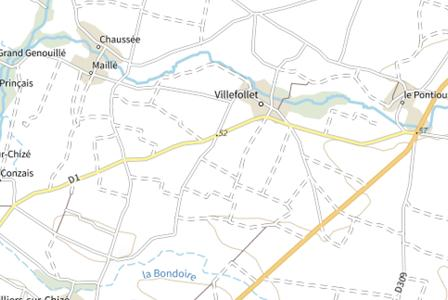 Chaussée
Grand Genouillé
Maillé
Prinçais
Villefollet
le Pontiou
52
57
ur-Chizé
Conzais
D1
la Bondoire
D309
lliers-sur-Chizé